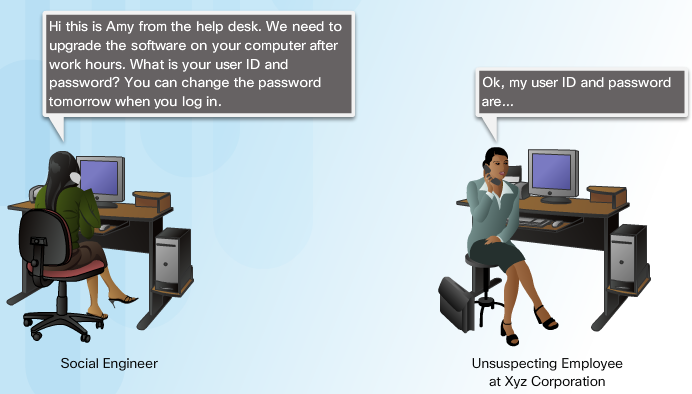 Hi this is Amy from the help desk. We need to
upgrade the software on your computer after
work hours. What is your user ID and
password? You can change the password
tomorrow when you log in.
Ok, my user ID and password
are...
Social Engineer
Unsuspecting Employee
at Xyz Corporation